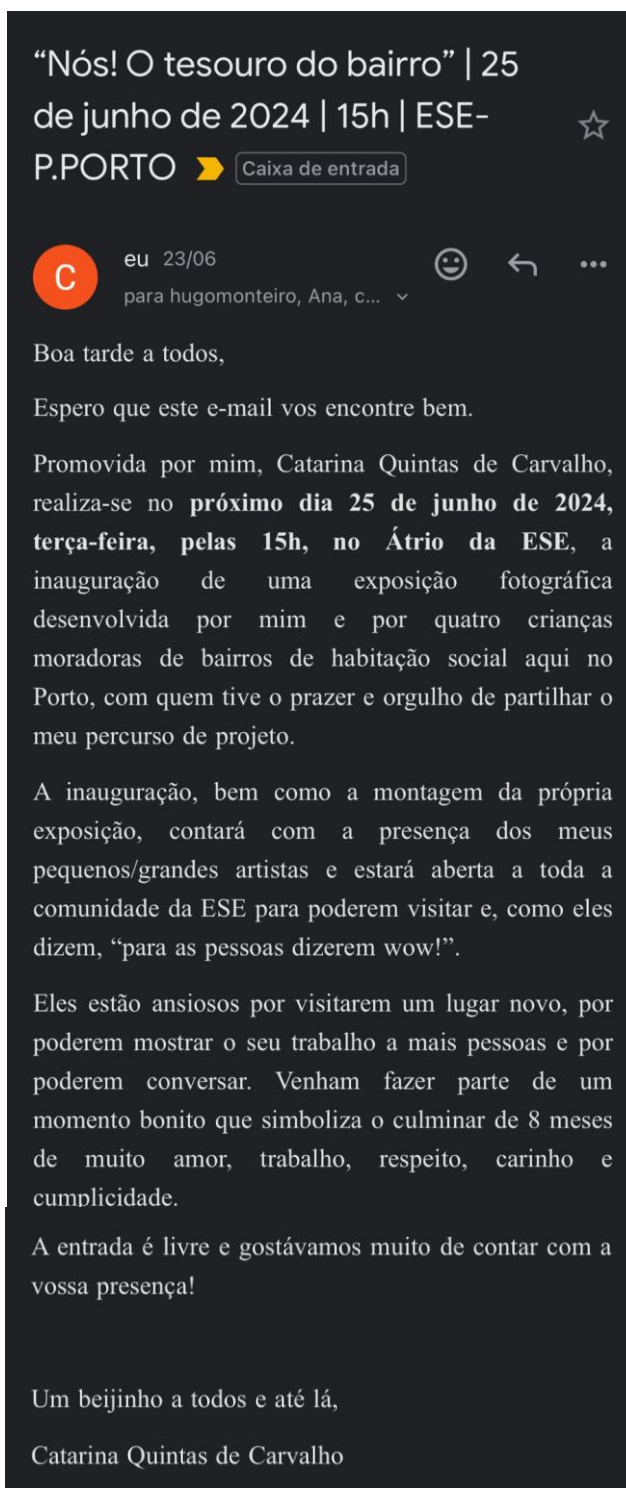 “Nós! O tesouro do bairro” | 25
de junho de 2024 | 15h | ESE-
P.PORTO Caixa de entrada
C
eu 23/06
para hugomonteiro, Ana, c...
Boa tarde a todos,
Espero que este e-mail vos encontre bem.
Promovida por mim, Catarina Quintas de Carvalho,
realiza-se no próximo dia 25 de junho de 2024,
terça-feira, pelas 15h, no Átrio da ESE, a
inauguração de uma exposição fotográfica
desenvolvida por mim e por quatro crianças
moradoras de bairros de habitação social aqui no
Porto, com quem tive o prazer e orgulho de partilhar o
meu percurso de projeto.
A inauguração, bem como a montagem da própria
exposição, contará com a presença dos meus
pequenos/grandes artistas e estará aberta a toda a
comunidade da ESE para poderem visitar e, como eles
dizem, “para as pessoas dizerem wow!”.
Eles estão ansiosos por visitarem um lugar novo, por
poderem mostrar o seu trabalho a mais pessoas e por
poderem conversar. Venham fazer parte de um
momento bonito que simboliza o culminar de 8 meses
de muito amor, trabalho, respeito, carinho e
cumplicidade.
A entrada é livre e gostávamos muito de contar com a
vossa presença!
Um beijinho a todos e até lá,
Catarina Quintas de Carvalho